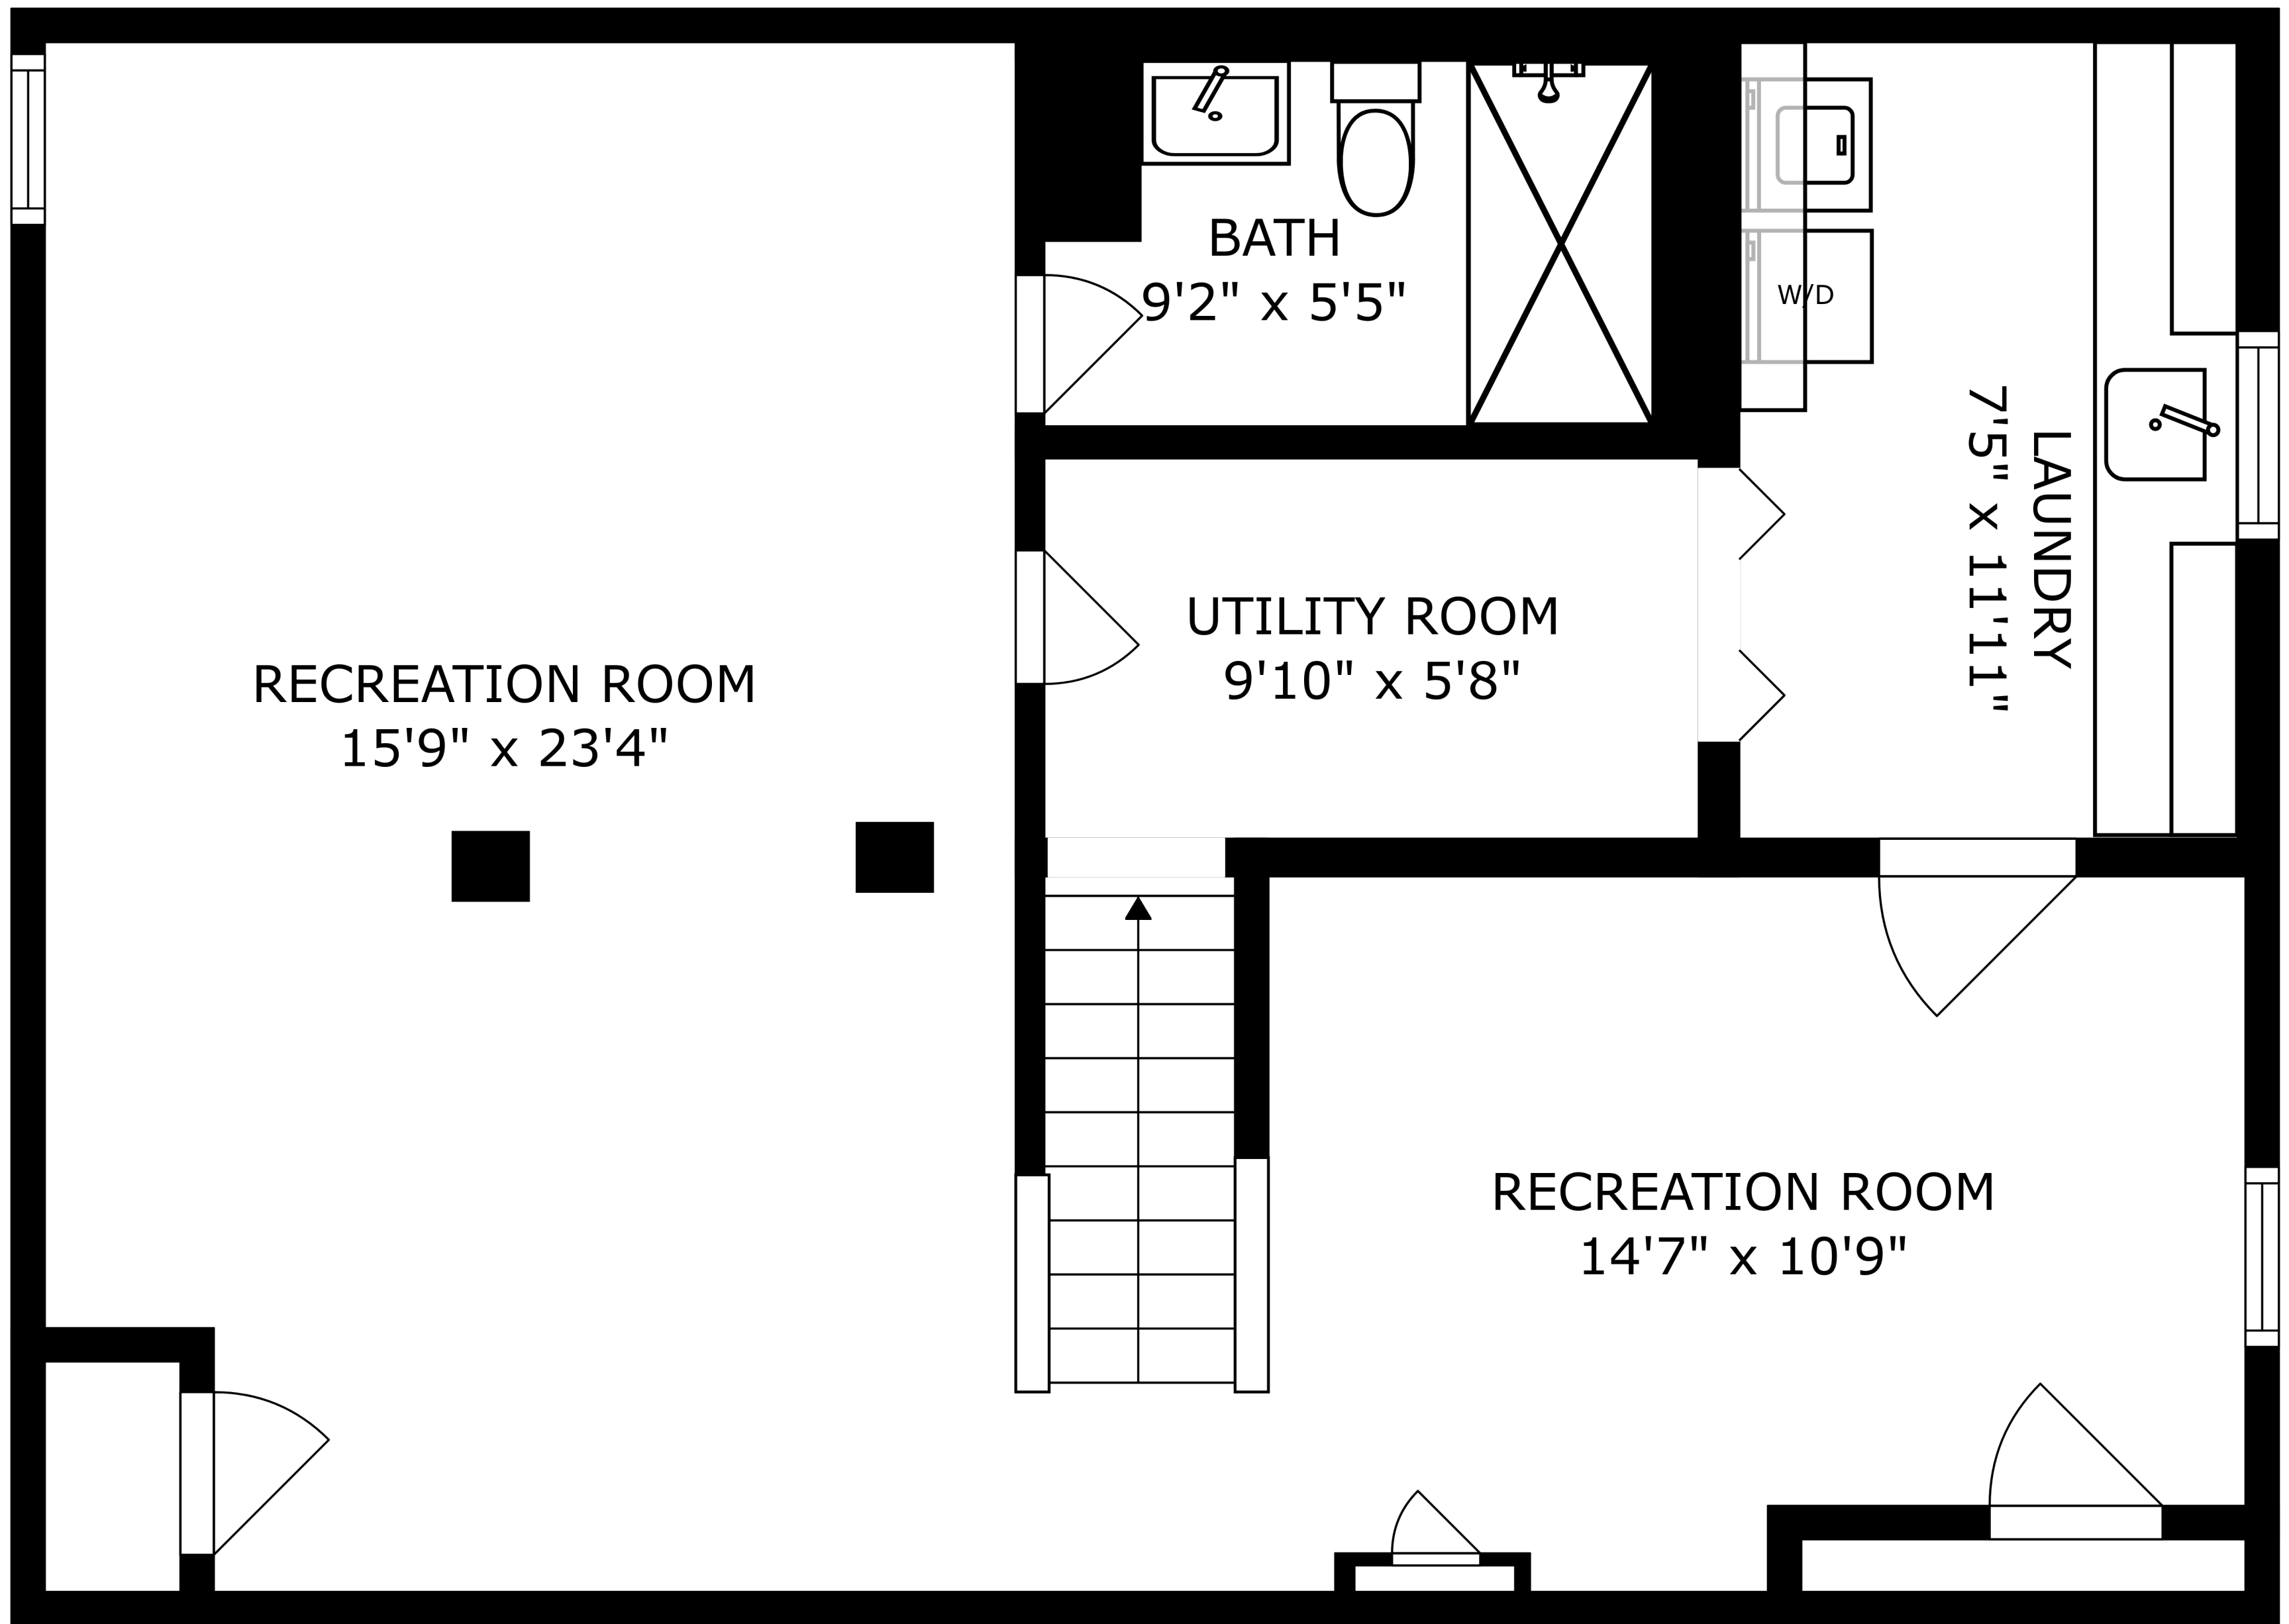 BATH
9'2" x 5'5"
W/D
LAUNDRY
7'5" x 11'11"
UTILITY ROOM
9'10" x 5'8"
RECREATION ROOM
15'9" x 23'4"
RECREATION ROOM
14'7" x 10'9"